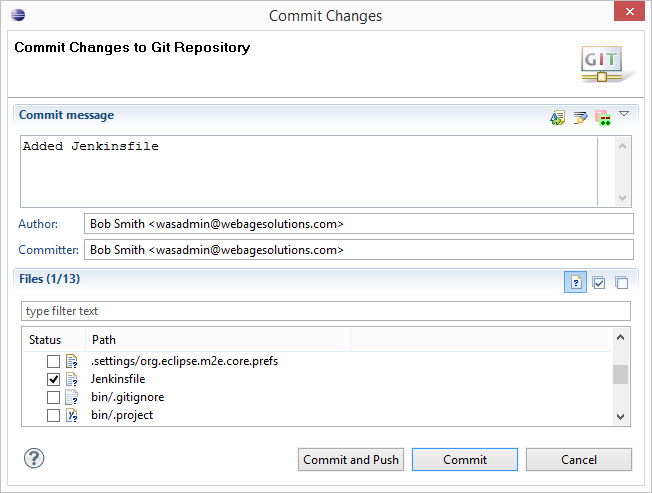 Commit Changes
Commit Changes to Git Repository
GIT
Commit message
Added Jenkinsfile
Author: Bob Smith <wasadmin@webagesolutions.com>
Committer: Bob Smith <wasadmin@webagesolutions.com>
Files (1/13)
type filter text
Status Path
.settings/org.eclipse.m2e.core.prefs
Jenkinsfile
bin/.gitignore
bin/.project
Commit and Push Commit Cancel